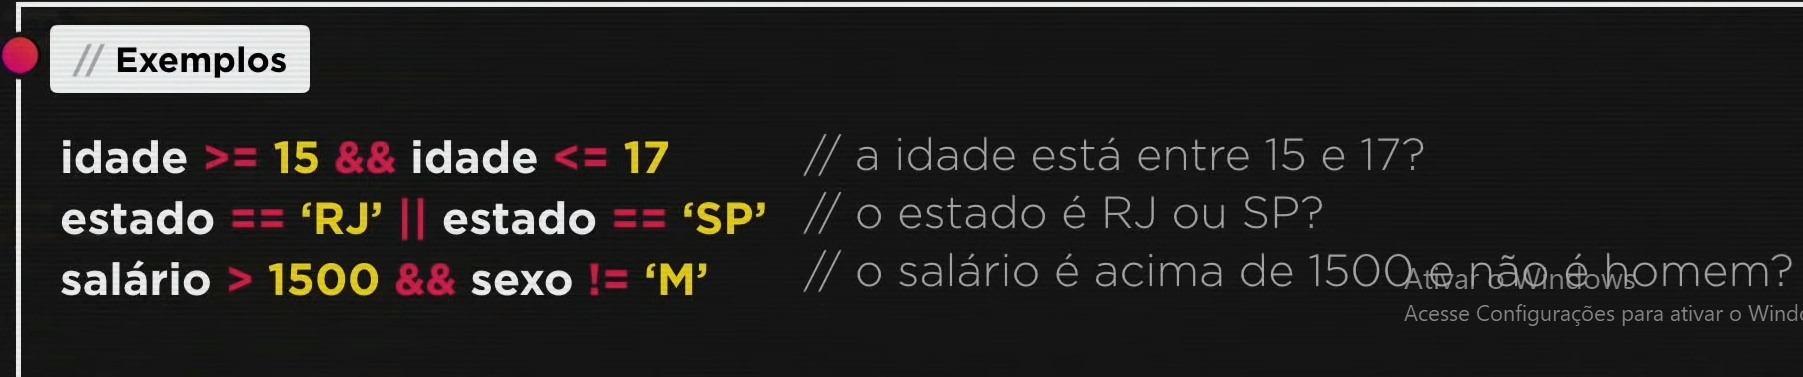 // Exemplos
idade >= 15 && idade <= 17 // a idade está entre 15 e 17?
estado == ‘RJ’ || estado == ‘SP’ // o estado é RJ ou SP?
salário > 1500 && sexo != ‘M’ // o salário é acima de 1500 e não é homem?
Ativar o Windows
Acesse Configurações para ativar o